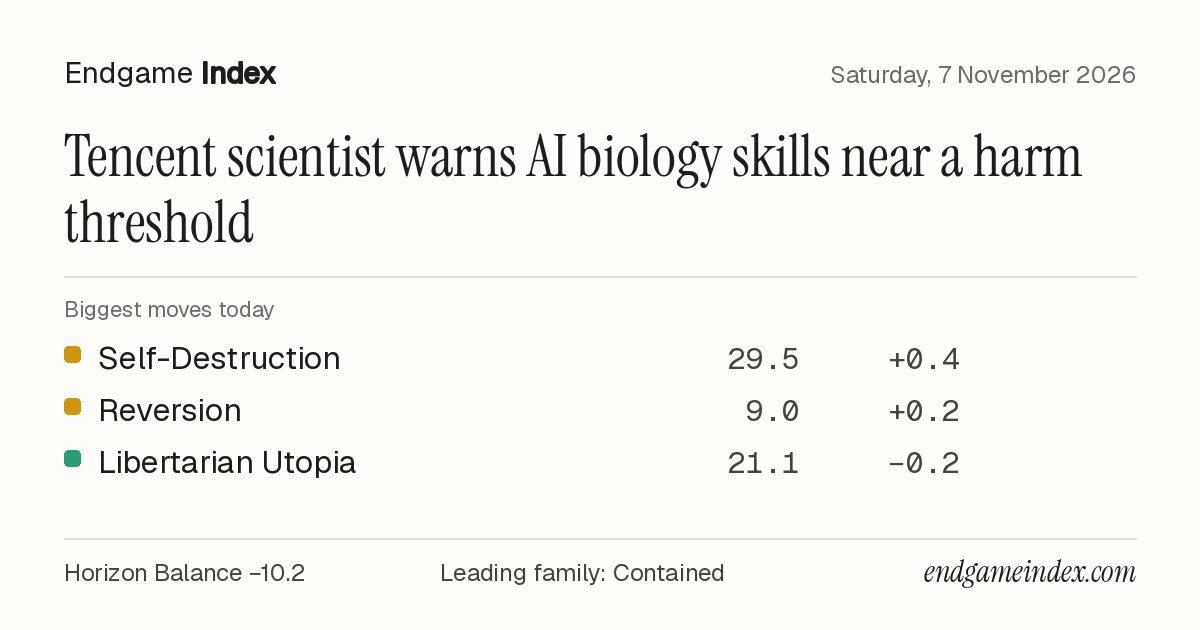 Endgame Index
Saturday, 7 November 2026
Tencent scientist warns AI biology skills near a harm
threshold
Biggest moves today
Self-Destruction 29.5 +0.4
Reversion 9.0 +0.2
Libertarian Utopia 21.1 −0.2
Horizon Balance −10.2
Leading family: Contained
endgameindex.com